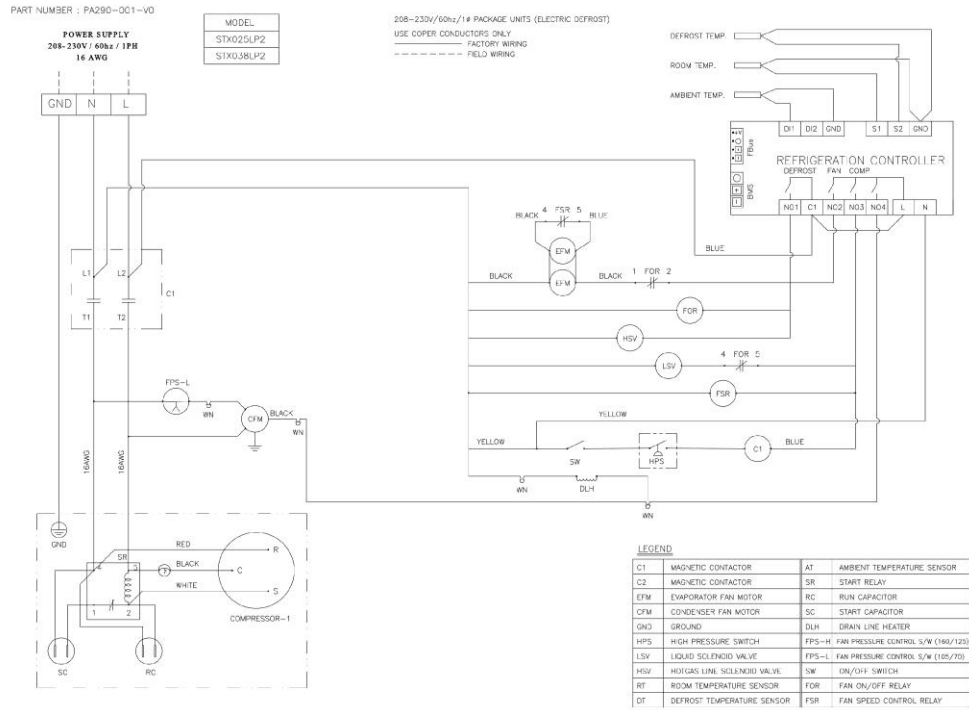 PART NUMBER : PA290-001-V0
POWER SUPPLY
208-230V / 60hz / 1PH
16 AWG
MODEL
STX025LP2
STX038LP2
208-230V/60hz/1ø PACKAGE UNITS (ELECTRIC DEFROST)
USE COPER CONDUCTORS ONLY
FACTORY WIRING
FIELD WIRING
DEFROST TEMP.
ROOM TEMP.
AMBIENT TEMP.
GND N L
DI1 DI2 GND S1 S2 GND
FBus
BMS
REFRIGERATION CONTROLLER
DEFROST FAN COMP
NO1 C1 NO2 NO3 NO4 L N
BLACK 4 FSR 5 BLUE
EFM
BLUE
BLACK EFM BLACK 1 FOR 2
L1 L2
C1
T1 T2
FOR
HSV
LSV 4 FOR 5
FSR
FPS-L
WN
CFM BLACK
WN
YELLOW
YELLOW SW HPS C1 BLUE
WN DLH
WN
16AWG 16AWG
GND
RED R
SR
4 5 BLACK C
WHITE S
1 2
COMPRESSOR-1
SC RC
LEGEND
C1 MAGNETIC CONTACTOR AT AMBIENT TEMPERATURE SENSOR
C2 MAGNETIC CONTACTOR SR START RELAY
EFM EVAPORATOR FAN MOTOR RC RUN CAPACITOR
CFM CONDENSER FAN MOTOR SC START CAPACITOR
GND GROUND DLH DRAIN LINE HEATER
HPS HIGH PRESSURE SWITCH FPS-H FAN PRESSURE CONTROL S/W (160/125)
LSV LIQUID SOLENOID VALVE FPS-L FAN PRESSURE CONTROL S/W (105/70)
HSV HOTGAS LINE SOLENOID VALVE SW ON/OFF SWITCH
RT ROOM TEMPERATURE SENSOR FOR FAN ON/OFF RELAY
DT DEFROST TEMPERATURE SENSOR FSR FAN SPEED CONTROL RELAY